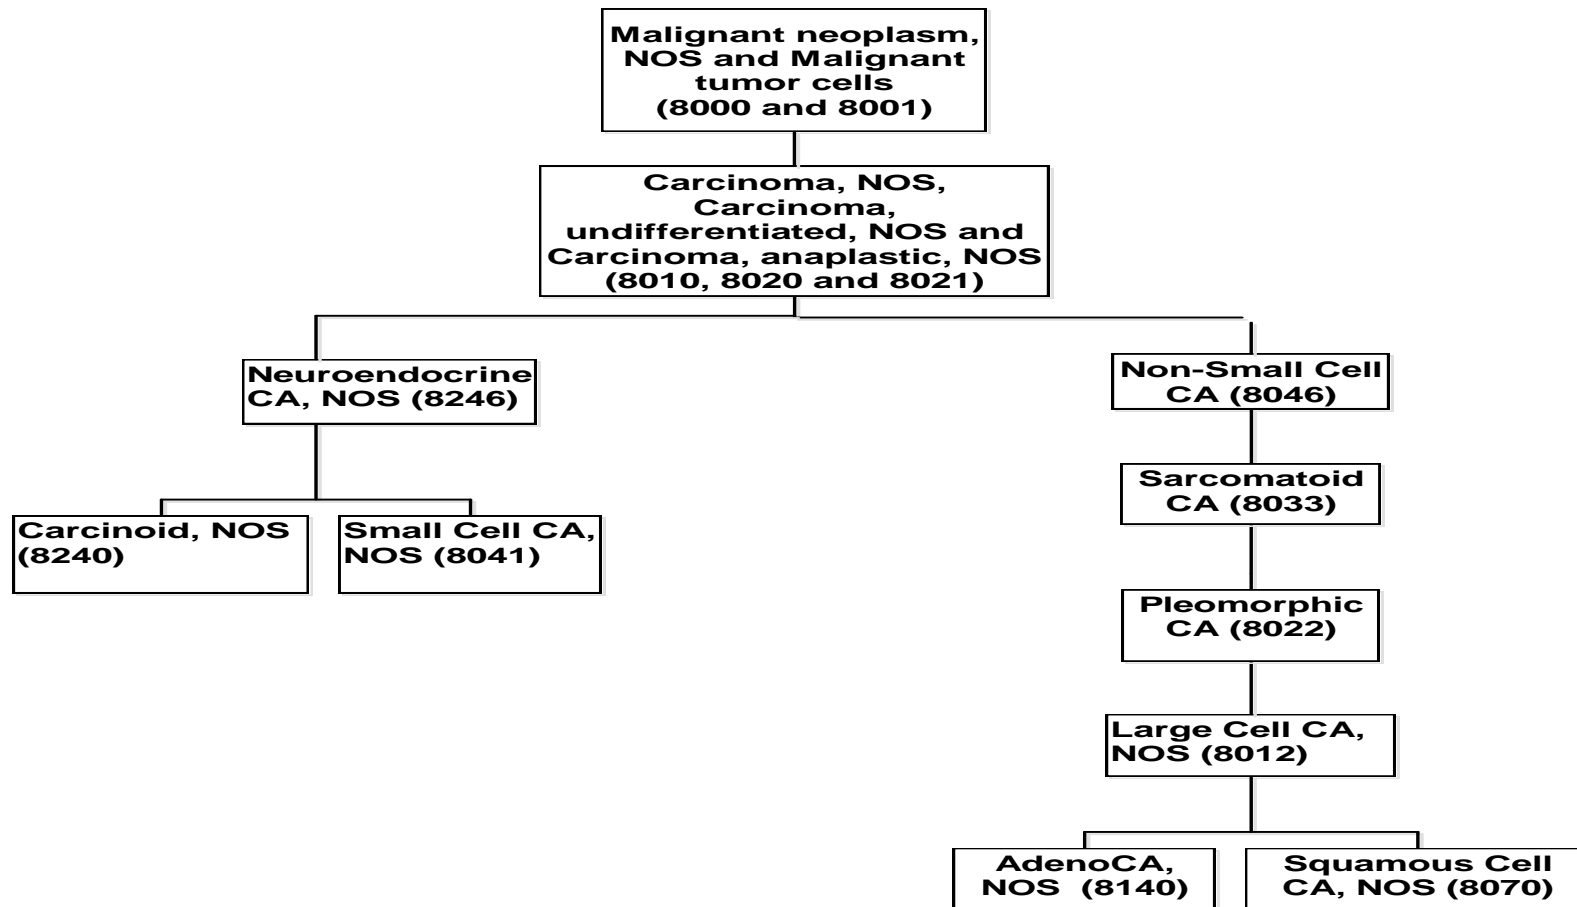 Malignant neoplasm,
NOS and Malignant
tumor cells
(8000 and 8001)
Carcinoma, NOS,
Carcinoma,
undifferentiated, NOS and
Carcinoma, anaplastic, NOS
(8010, 8020 and 8021)
Neuroendocrine
CA, NOS (8246)
Non-Small Cell
CA (8046)
Carcinoid, NOS
(8240)
Small Cell CA,
NOS (8041)
Sarcomatoid
CA (8033)
Pleomorphic
CA (8022)
Large Cell CA,
NOS (8012)
AdenoCA,
NOS (8140)
Squamous Cell
CA, NOS (8070)